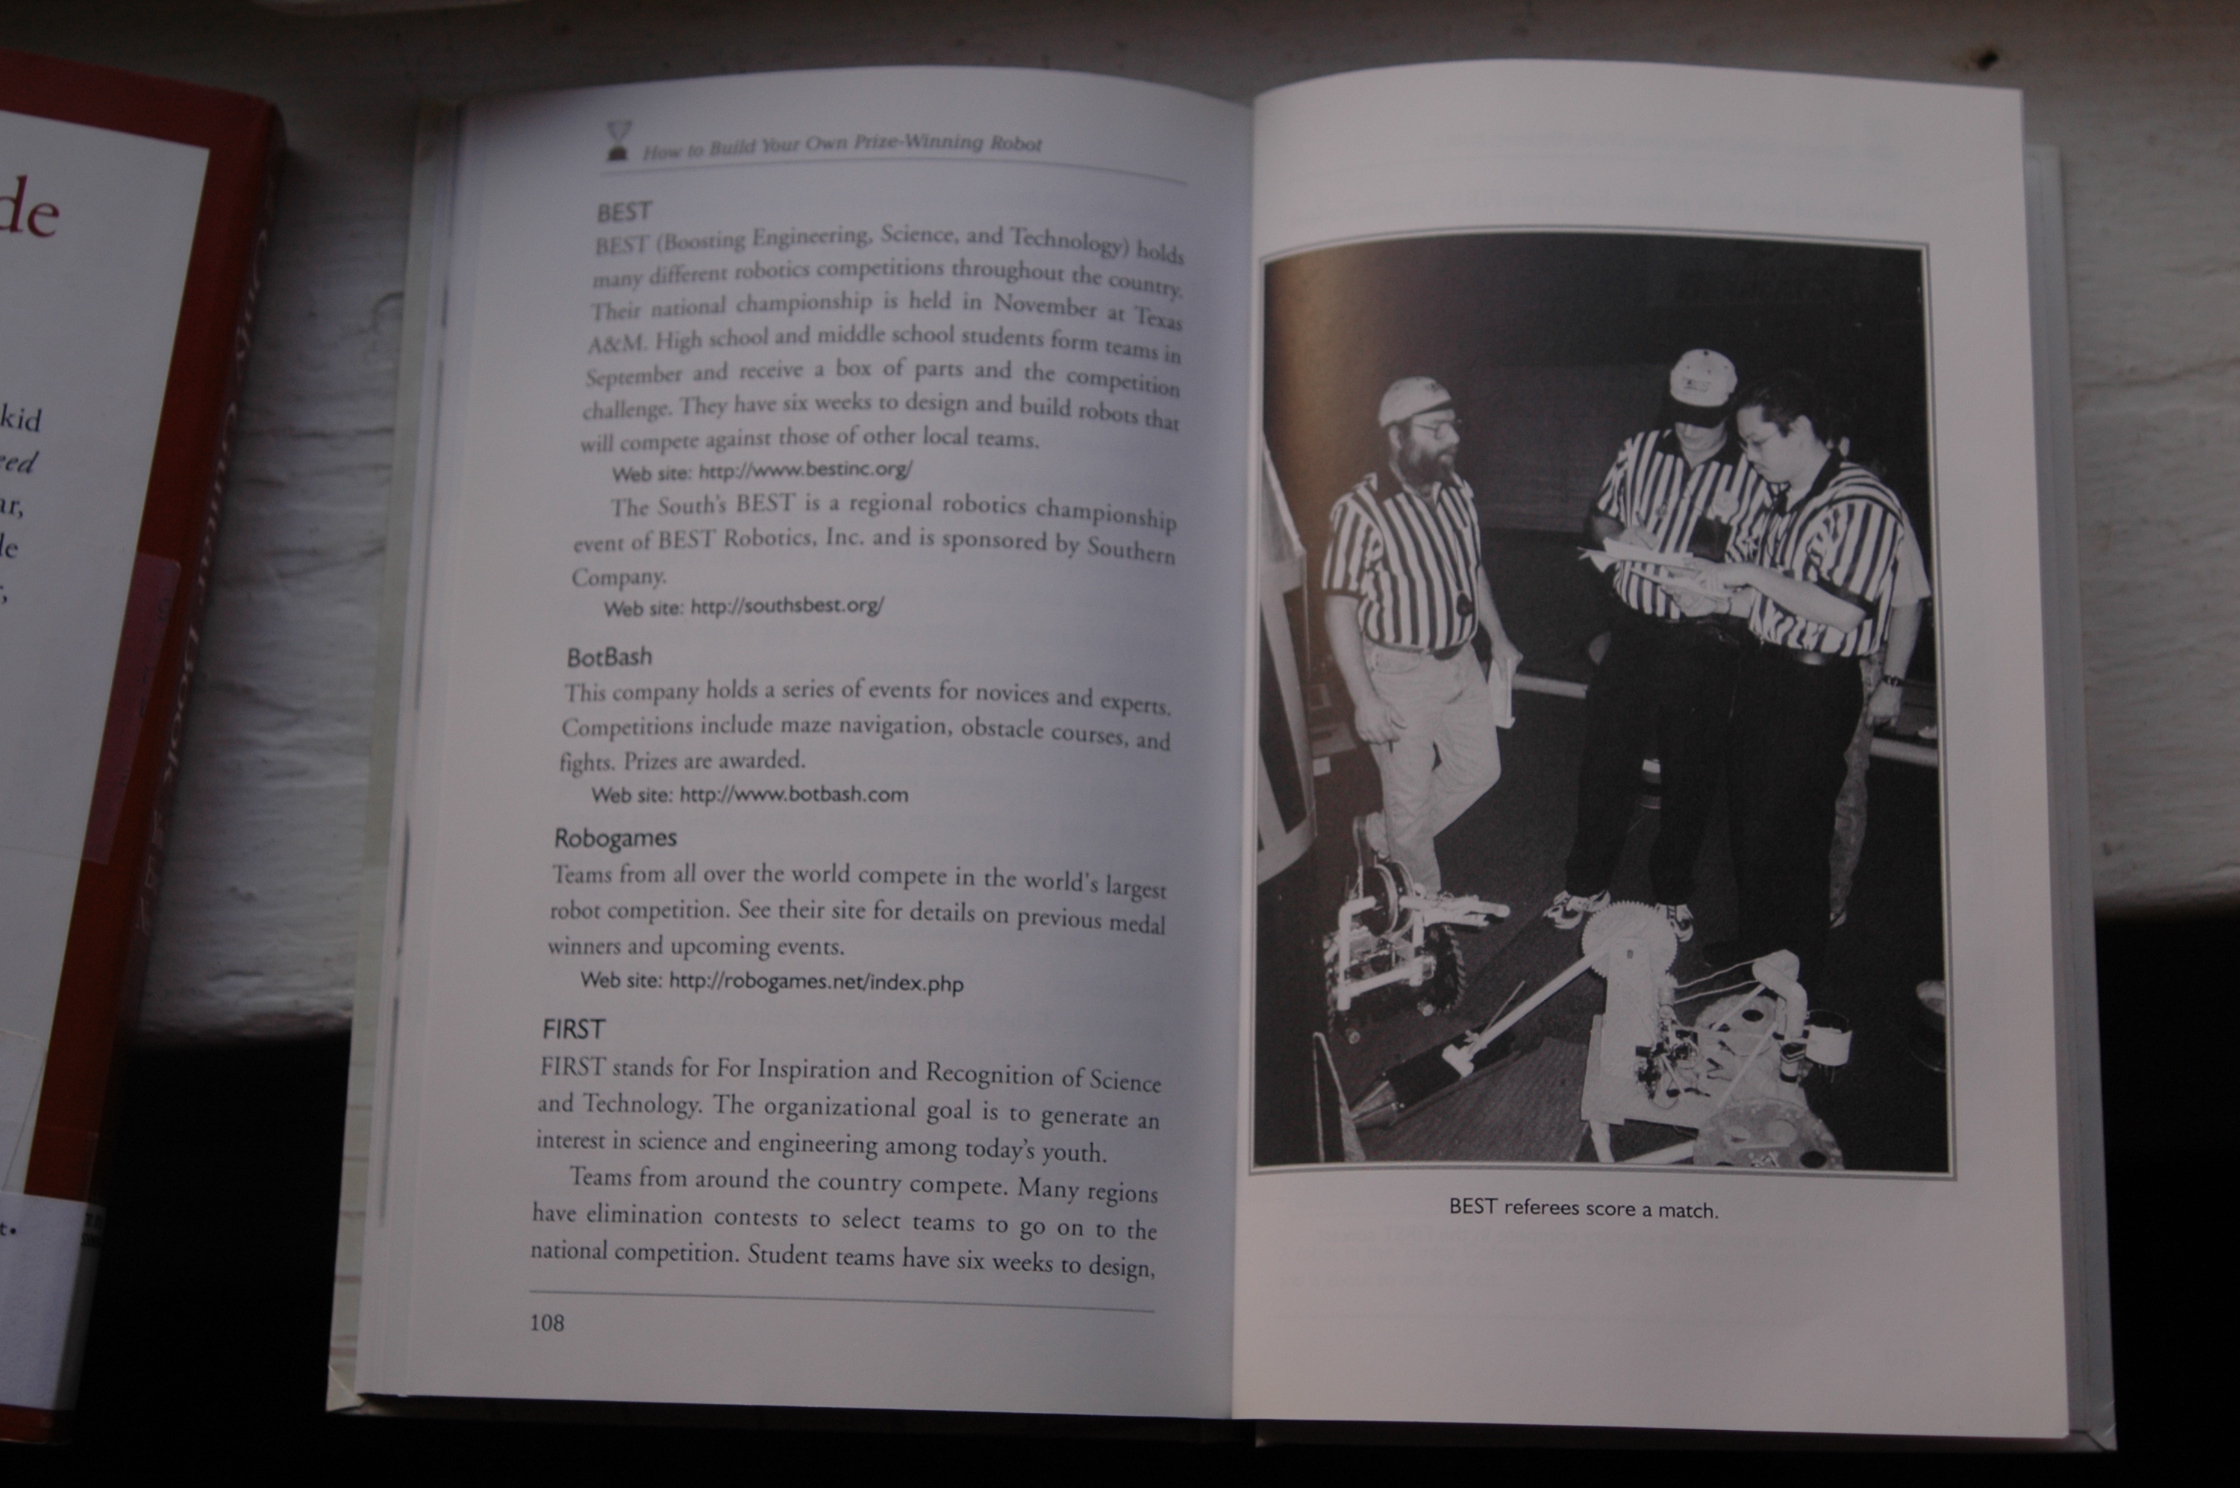 How to Build Your Own Prize-Winning Robot
BEST
BEST (Boosting Engineering, Science, and Technology) holds
many different robotics competitions throughout the country.
Their national championship is held in November at Texas
A&M. High school and middle school students form teams in
September and receive a box of parts and the competition
challenge. They have six weeks to design and build robots that
will compete against those of other local teams.
Web site: http://www.bestinc.org/
The South's BEST is a regional robotics championship
event of BEST Robotics, Inc. and is sponsored by Southern
Company.
Web site: http://southsbest.org/
BotBash
This company holds a series of events for novices and experts.
Competitions include maze navigation, obstacle courses, and
fights. Prizes are awarded.
Web site: http://www.botbash.com
Robogames
Teams from all over the world compete in the world's largest
robot competition. See their site for details on previous medal
winners and upcoming events.
Web site: http://robogames.net/index.php
FIRST
FIRST stands for For Inspiration and Recognition of Science
and Technology. The organizational goal is to generate an
interest in science and engineering among today's youth.
Teams from around the country compete. Many regions
have elimination contests to select teams to go on to the
national competition. Student teams have six weeks to design,
108
BEST referees score a match.
Only Guitar Book
de
kid
red
ar,
le